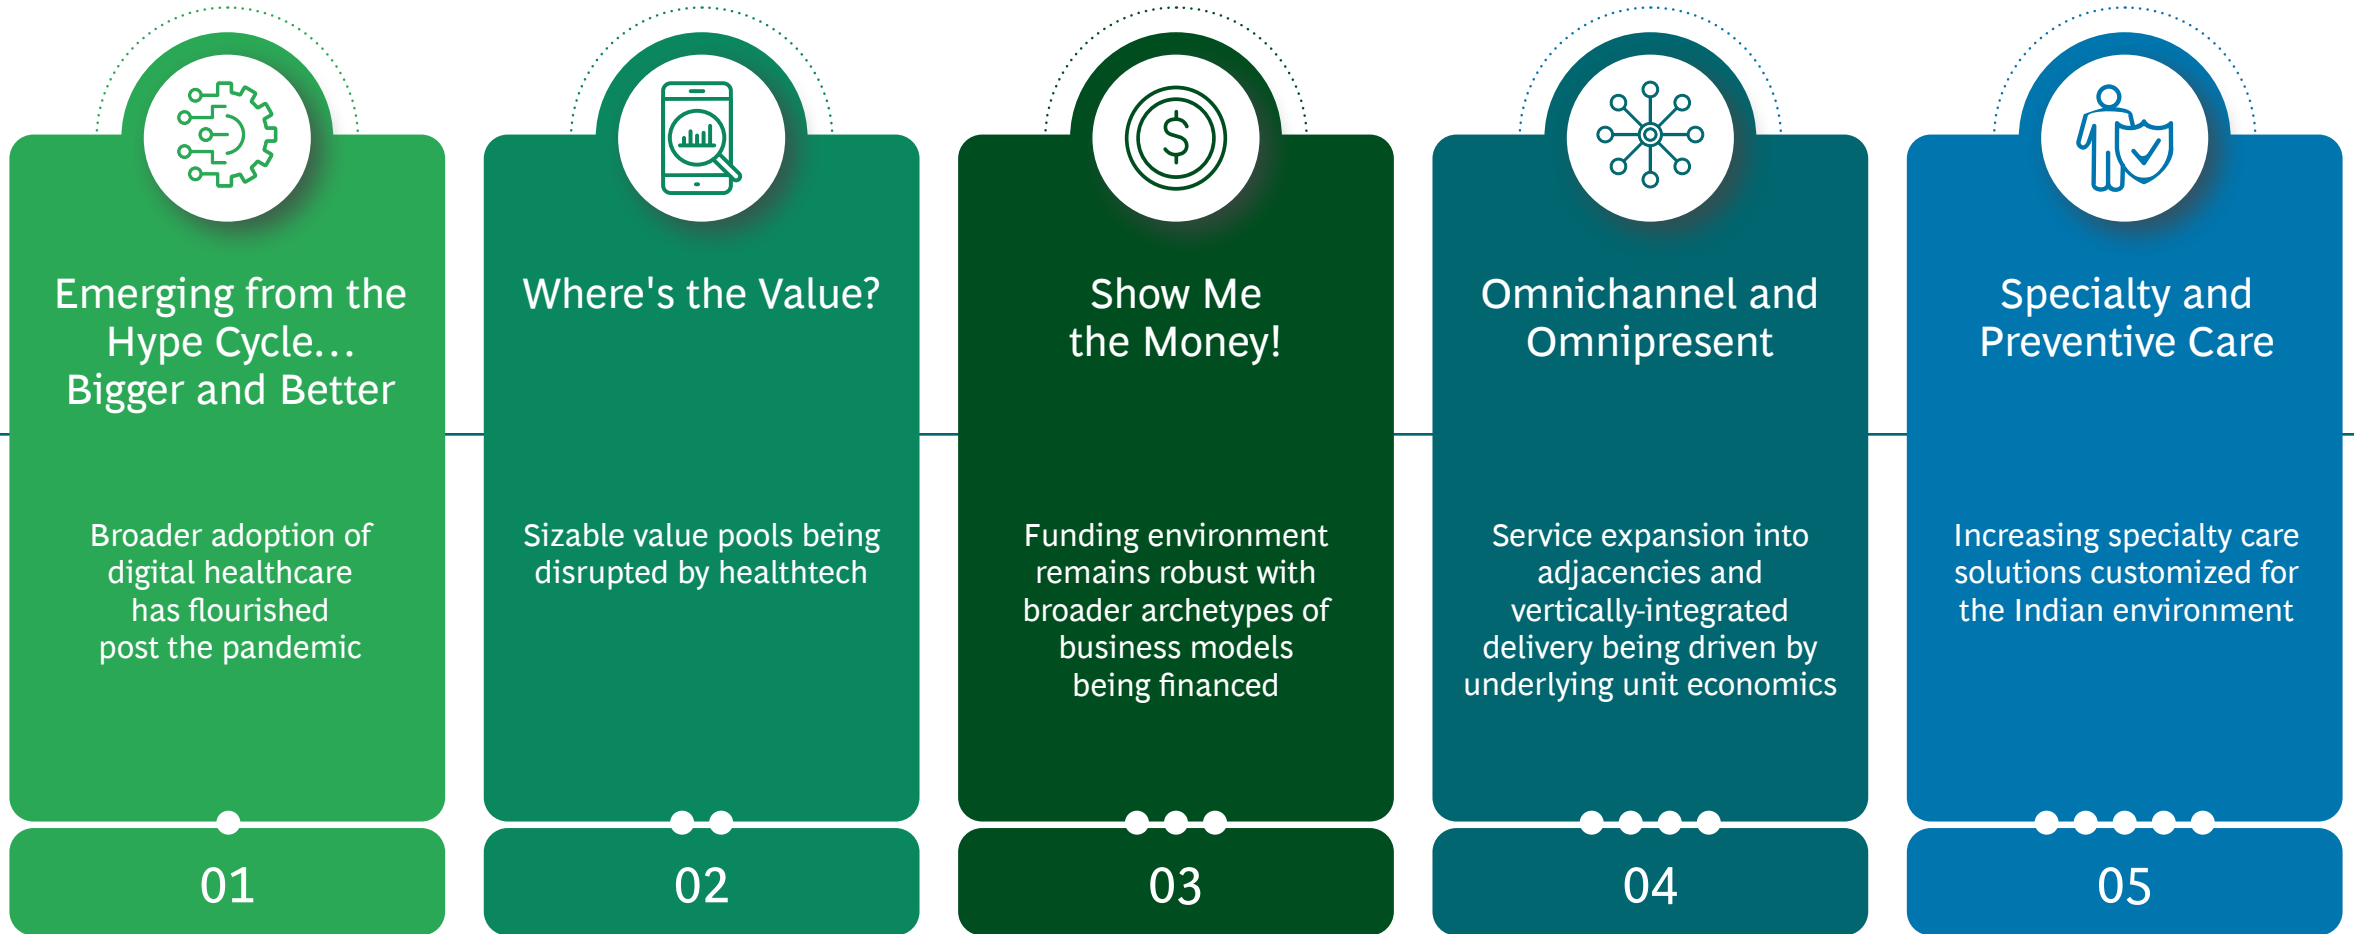 Emerging from the
Hype Cycle...
Bigger and Better
Broader adoption of
digital healthcare
has flourished
post the pandemic
01
Where's the Value?
Sizable value pools being
disrupted by healthtech
02
Show Me
the Money!
Funding environment
remains robust with
broader archetypes of
business models
being financed
03
Omnichannel and
Omnipresent
Service expansion into
adjacencies and
vertically-integrated
delivery being driven by
underlying unit economics
04
Specialty and
Preventive Care
Increasing specialty care
solutions customized for
the Indian environment
05